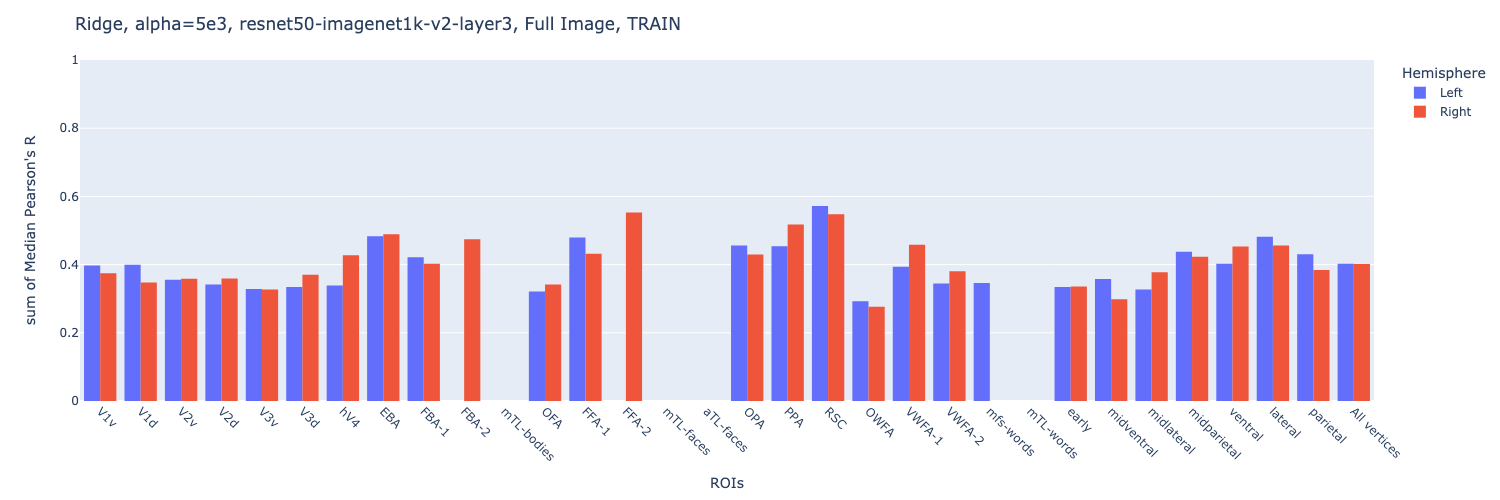 Ridge, alpha=5e3, resnet50-imagenet1k-v2-layer3, Full Image, TRAIN
Hemisphere
Left
Right
sum of Median Pearson's R
1
0.8
0.6
0.4
0.2
0
V1v
V1d
V2v
V2d
V3v
V3d
hV4
EBA
FBA-1
FBA-2
mTL-bodies
OFA
FFA-1
FFA-2
mTL-faces
aTL-faces
OPA
PPA
RSC
OWFA
VWFA-1
VWFA-2
mfs-words
mTL-words
early
midventral
midlateral
midparietal
ventral
lateral
parietal
All vertices
ROIs